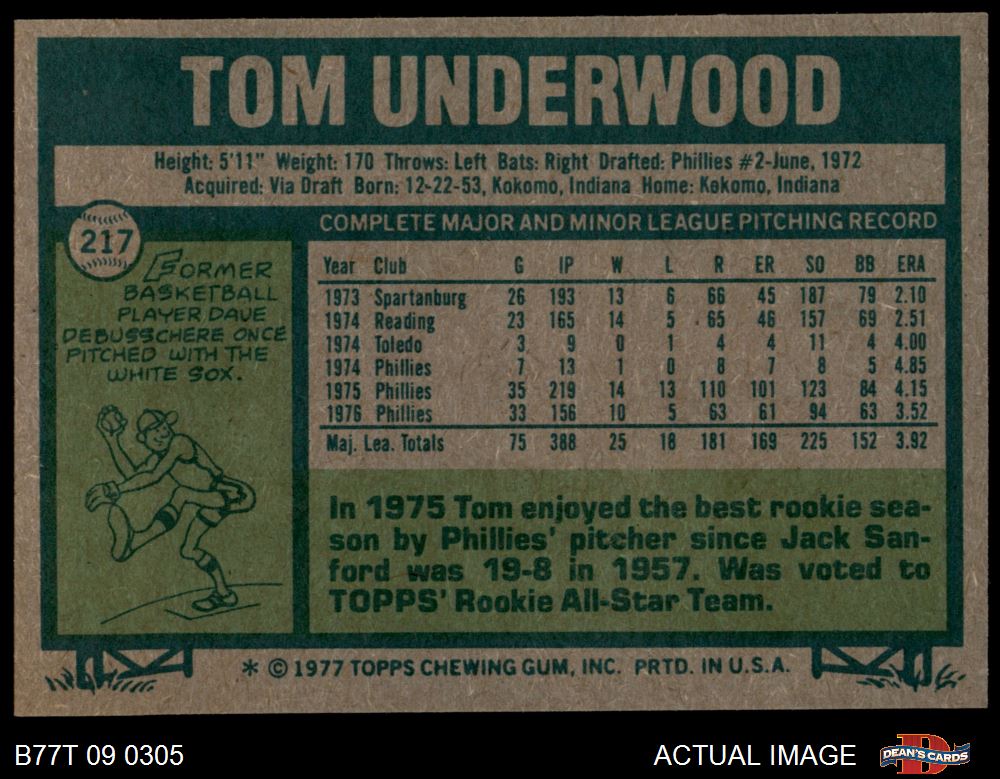 TOM UNDERWOOD
Height: 5'11" Weight: 170 Throws: Left Bats: Right Drafted: Phillies #2-June, 1972
Acquired: Via Draft Born: 12-22-53, Kokomo, Indiana Home: Kokomo, Indiana
217
FORMER
BASKETBALL
PLAYER DAVE
DEBUSSCHERE ONCE
PITCHED WITH THE
WHITE SOX.
COMPLETE MAJOR AND MINOR LEAGUE PITCHING RECORD
Year Club G IP W L R ER SO BB ERA
1973 Spartanburg 26 193 13 6 66 45 187 79 2.10
1974 Reading 23 165 14 5 65 46 157 69 2.51
1974 Toledo 3 9 0 1 4 4 11 4 4.00
1974 Phillies 7 13 1 0 8 7 8 5 4.85
1975 Phillies 35 219 14 13 110 101 123 84 4.15
1976 Phillies 33 156 10 5 63 61 94 63 3.52
Maj. Lea. Totals 75 388 25 18 181 169 225 152 3.92
In 1975 Tom enjoyed the best rookie sea-
son by Phillies' pitcher since Jack San-
ford was 19-8 in 1957. Was voted to
TOPPS' Rookie All-Star Team.
* © 1977 TOPPS CHEWING GUM, INC. PRTD. IN U.S.A.
B77T 09 0305
ACTUAL IMAGE
D
DEAN'S CARDS